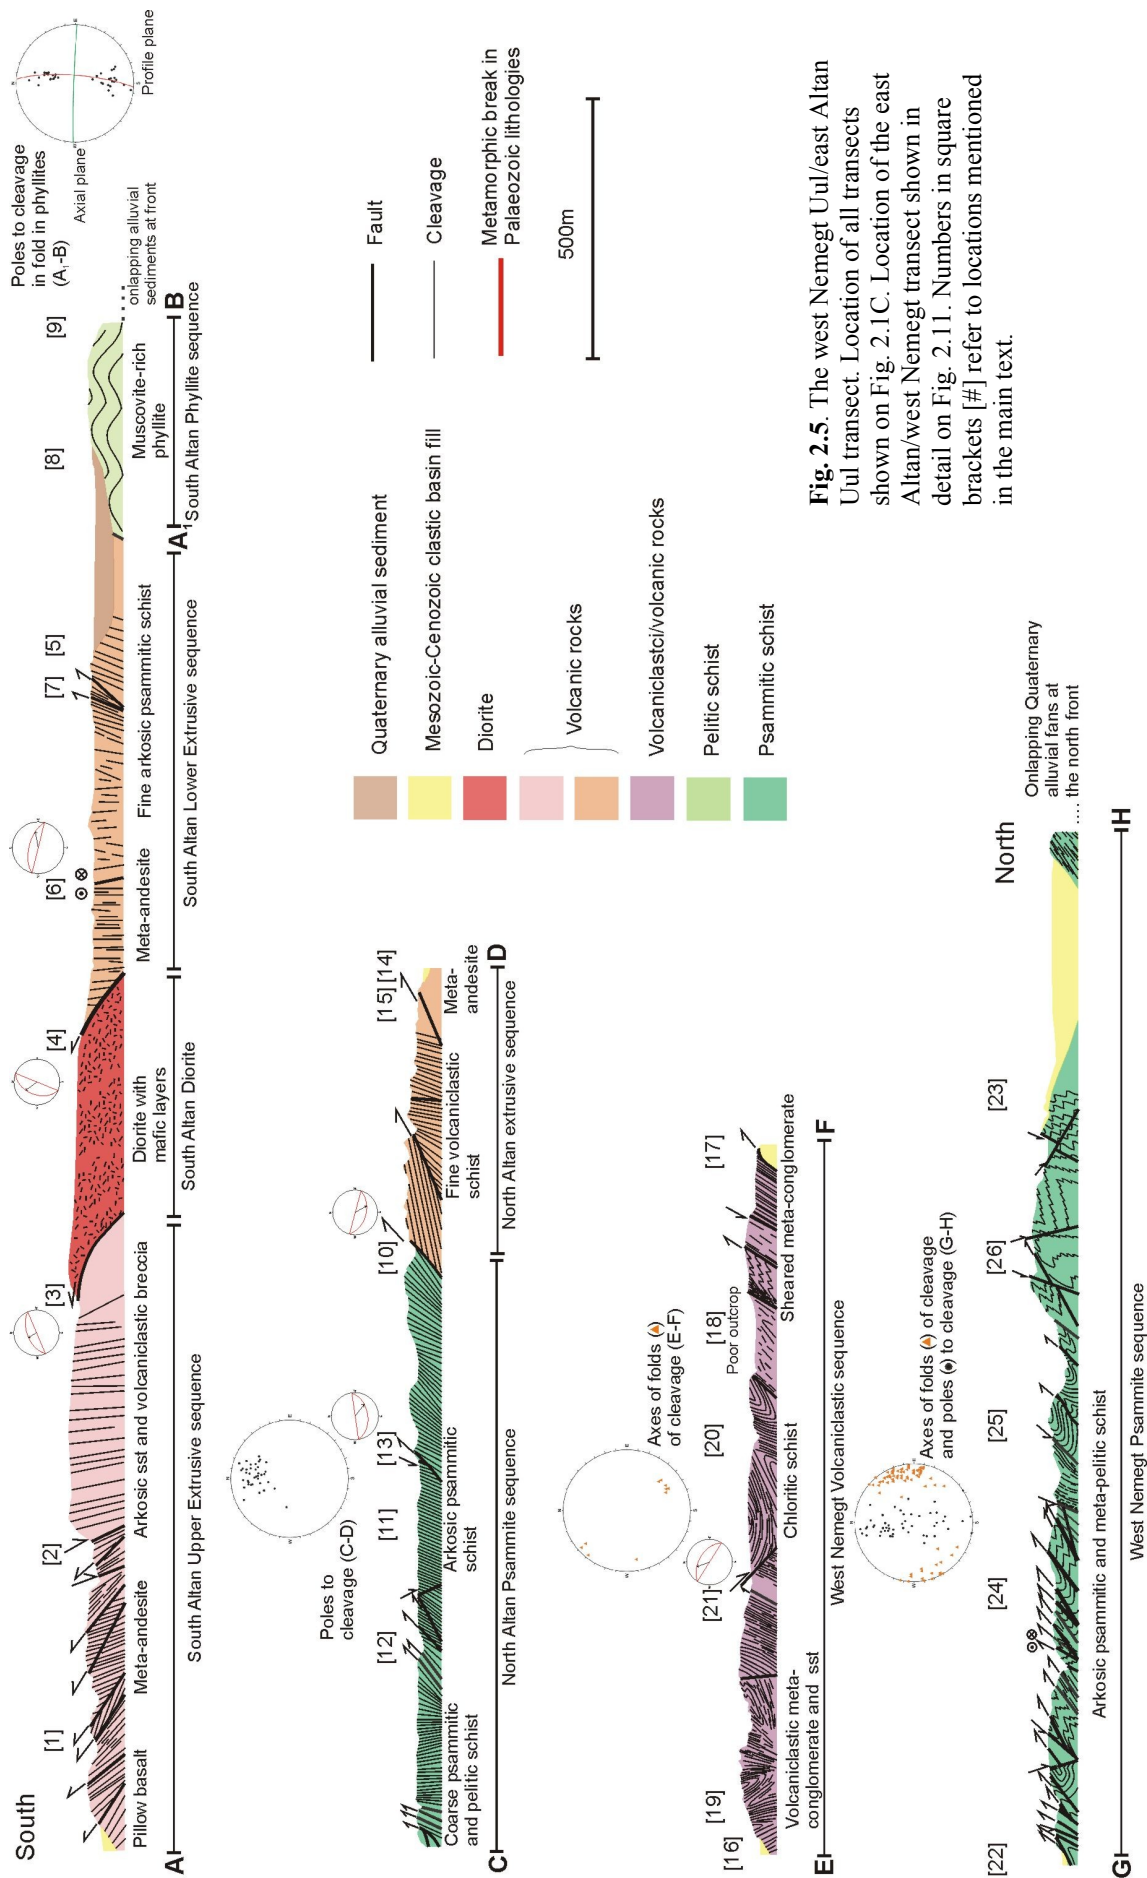 South
[1]
[2]
[3]
[4]
[6]
[7]
[5]
[8]
[9]
Poles to cleavage
in fold in phyllites
(A₁-B)
Axial plane
Profile plane
onlapping alluvial
sediments at front
Pillow basalt
Meta-andesite
Arkosic sst and volcaniclastic breccia
Diorite with
mafic layers
Meta-andesite
Fine arkosic psammitic schist
Muscovite-rich
phyllite
A
South Altan Upper Extrusive sequence
South Altan Diorite
South Altan Lower Extrusive sequence
A₁
South Altan Phyllite sequence
B
Poles to
cleavage (C-D)
[12]
[11]
[13]
[10]
[15] [14]
Coarse psammitic
and pelitic schist
Arkosic psammitic
schist
Fine volcaniclastic
schist
Meta-
andesite
C
North Altan Psammite sequence
North Altan extrusive sequence
D
Quaternary alluvial sediment
Mesozoic-Cenozoic clastic basin fill
Diorite
Volcanic rocks
Volcaniclastci/volcanic rocks
Pelitic schist
Psammitic schist
Fault
Cleavage
Metamorphic break in
Palaeozoic lithologies
500m
Axes of folds (▲)
of cleavage (E-F)
[16]
[19]
[21]
[20]
[18]
Poor outcrop
[17]
Volcaniclastic meta-
conglomerate and sst
Chloritic schist
Sheared meta-conglomerate
E
West Nemegt Volcaniclastic sequence
F
Axes of folds (▲) of cleavage
and poles (●) to cleavage (G-H)
[22]
[24]
[25]
[26]
[23]
North
Onlapping Quaternary
alluvial fans at
the north front
Arkosic psammitic and meta-pelitic schist
G
West Nemegt Psammite sequence
H
Fig. 2.5. The west Nemegt Uul/east Altan
Uul transect. Location of all transects
shown on Fig. 2.1C. Location of the east
Altan/west Nemegt transect shown in
detail on Fig. 2.11. Numbers in square
brackets [#] refer to locations mentioned
in the main text.